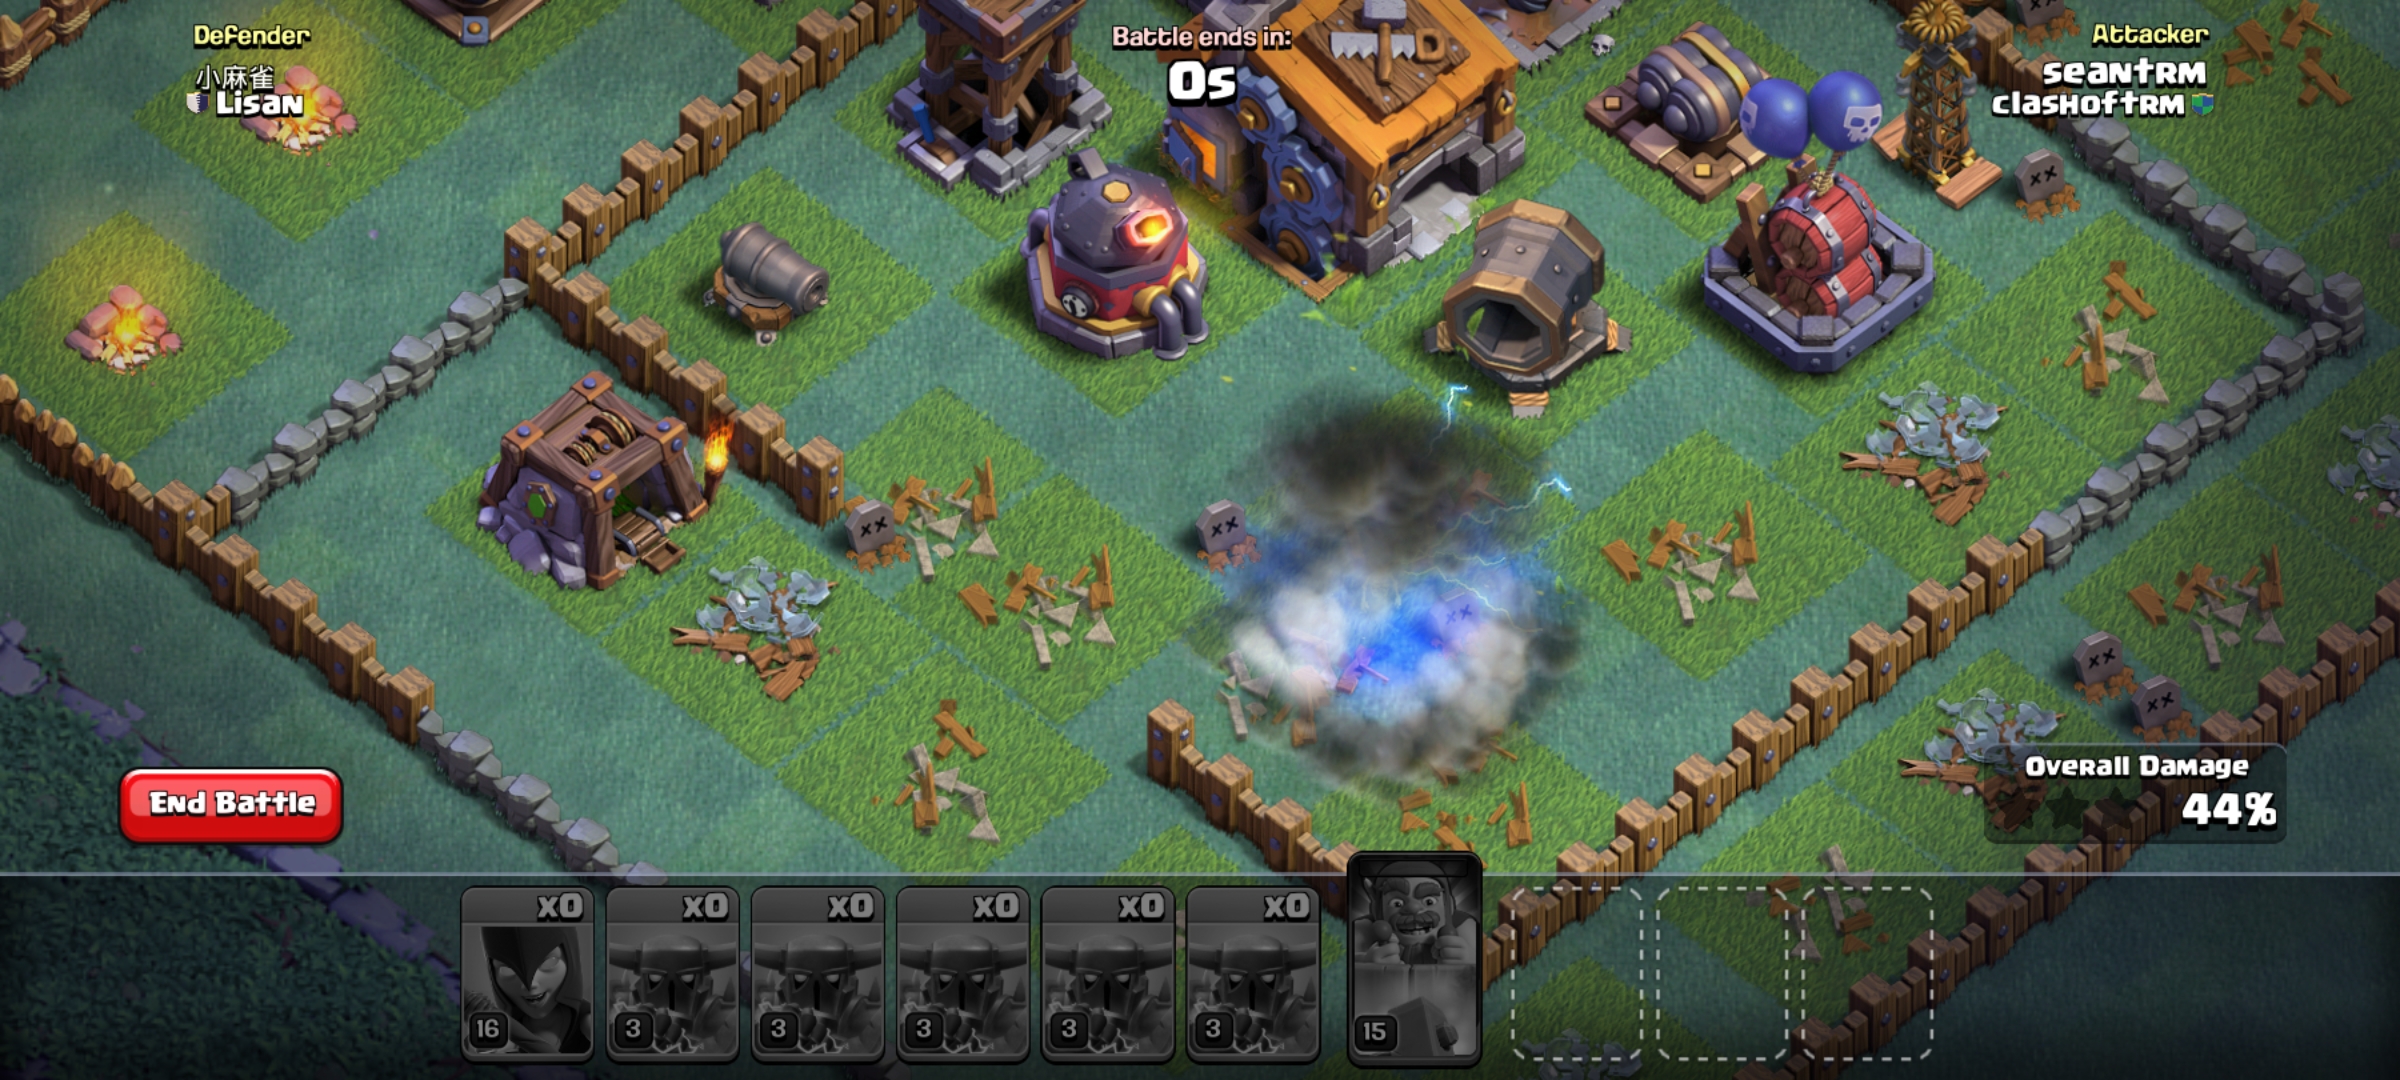 Defender
小麻雀
Lisan
Battle ends in:
0s
Attacker
seantRM
clashoftRM
End Battle
Overall Damage
44%
x0
x0
x0
x0
x0
x0
16
3
3
3
3
3
15